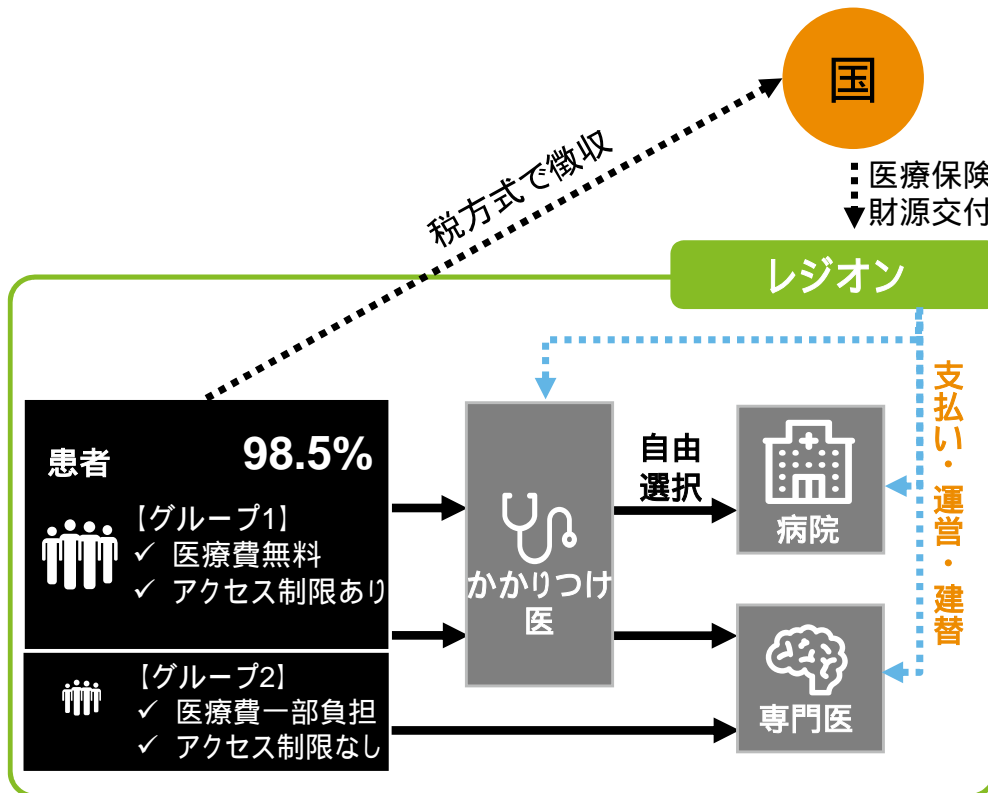 国
税方式で徴収
医療保険
財源交付
レジオン
患者
98.5%
【グループ1】
✓ 医療費無料
✓ アクセス制限あり
【グループ2】
✓ 医療費一部負担
✓ アクセス制限なし
かかりつけ
医
自由
選択
病院
専門医
支払い・運営・建替